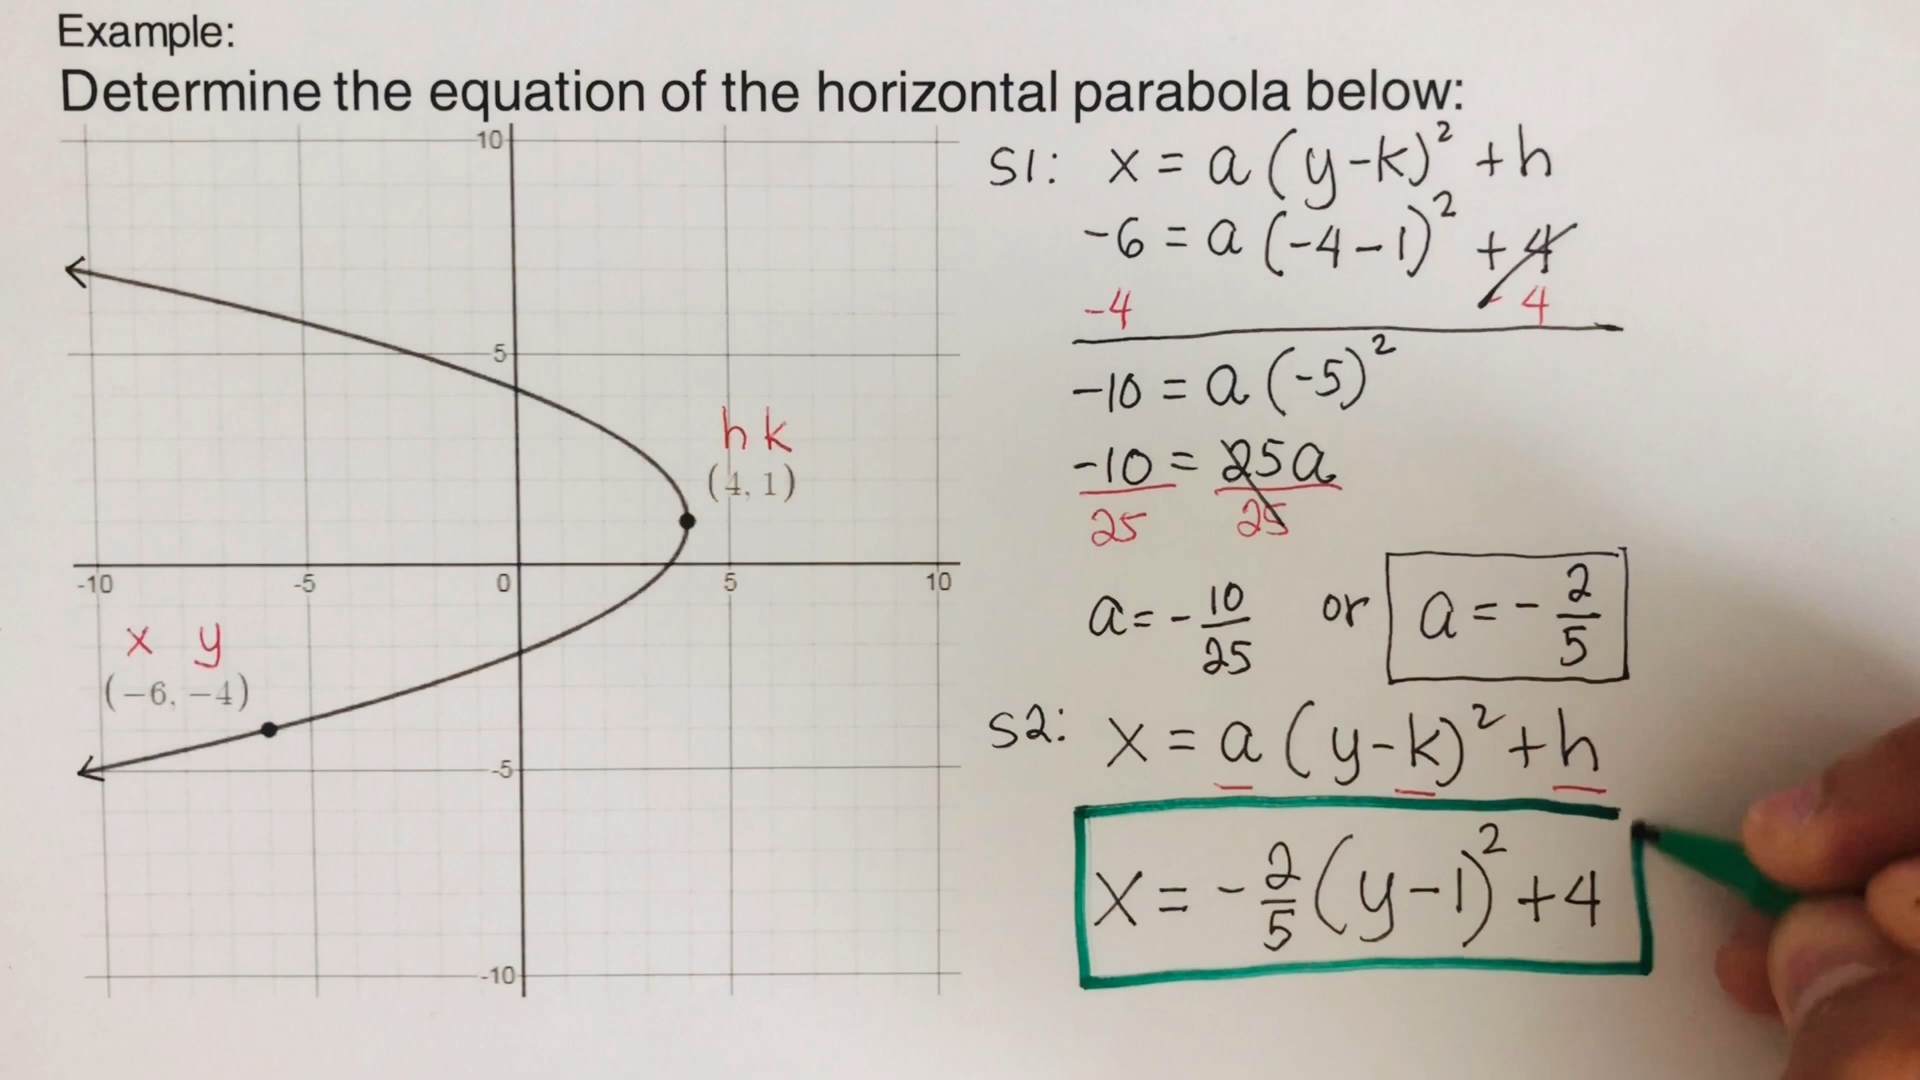 Example:
Determine the equation of the horizontal parabola below:
10
5
h k
(4, 1)
-10 -5 0 5 10
x y
(−6, −4)
-5
-10
S1: x = a(y-k)² + h
-6 = a(-4-1)² + 4
-4 - 4
-10 = a(-5)²
-10 = 25a
25 25
a = - 10/25 or a = - 2/5
S2: x = a(y-k)² + h
x = - 2/5 (y-1)² + 4